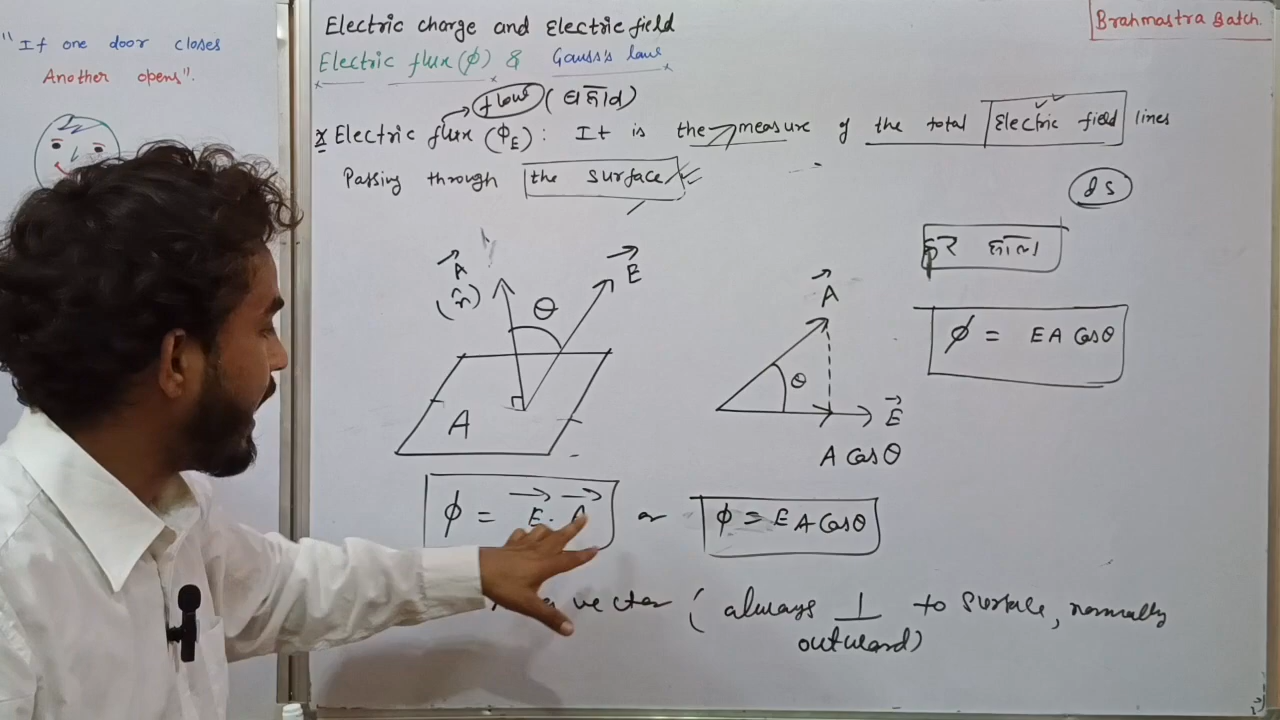 "If one door closes
Another opens".
Electric charge and Electric field
Brahmastra Batch.
Electric flux (ϕ) & Gauss's law
flow (बहाव)
* Electric flux (ϕE): It is the measure of the total Electric field lines
Passing through the surface
ds
A (n̂)
E
θ
A
ϕ = E.A or ϕ = EA Cosθ
A
θ
E
A Cosθ
हर हाल
ϕ = EA Cosθ
vector (always ⊥ to surface, normally
outward)